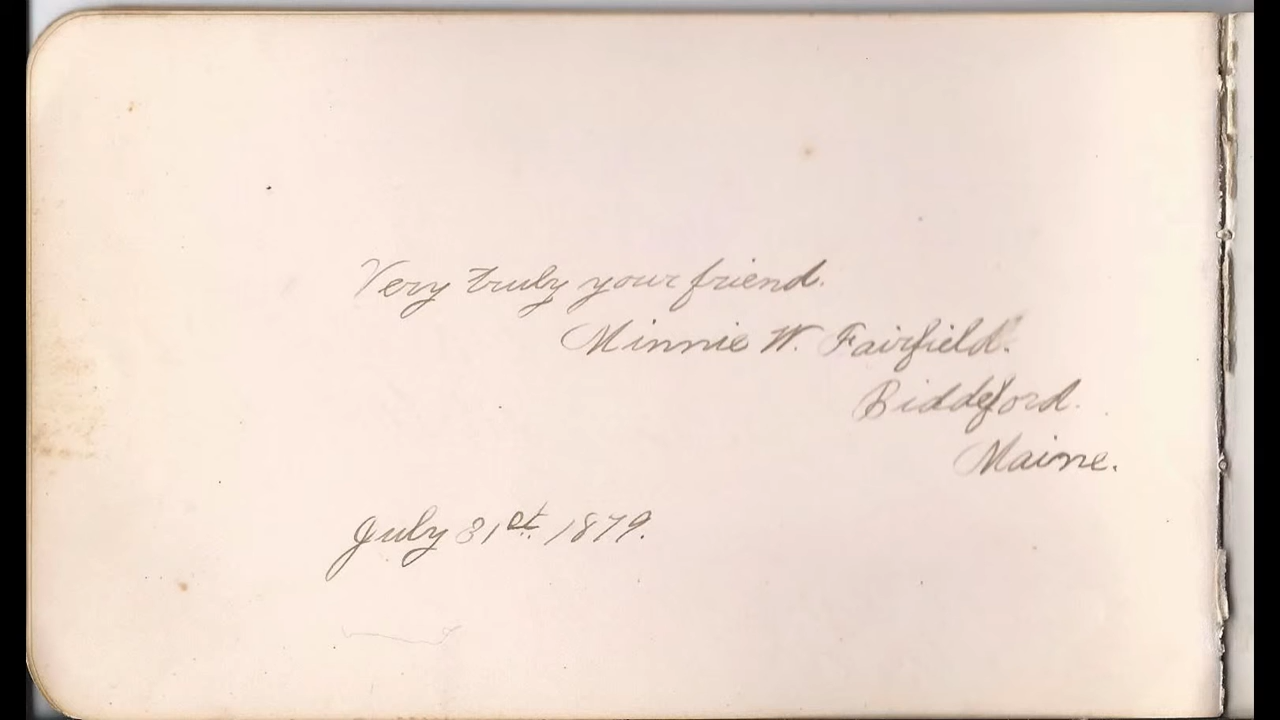 Very truly your friend.
Minnie W. Fairfield.
Biddeford.
Maine.
July 31st. 1879.